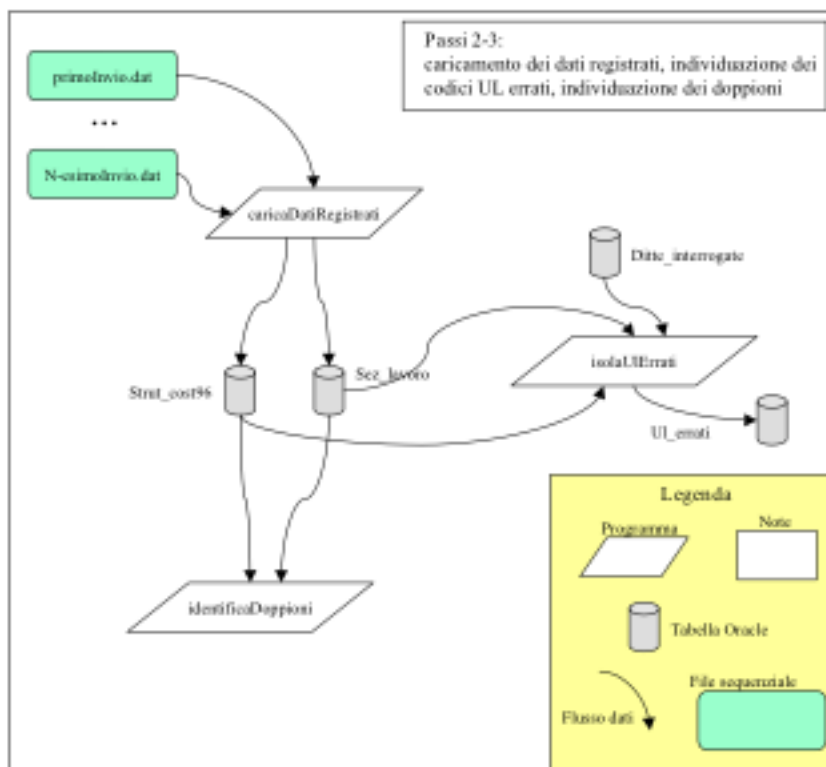 Passi 2-3:
caricamento dei dati registrati, individuazione dei
codici UL errati, individuazione dei doppioni
primoInvio.dat
...
N-esimoInvio.dat
caricaDatiRegistrati
Ditte_interrogate
isolaUlErrati
Strut_cost96
Sez_lavoro
Ul_errati
identificaDoppioni
Legenda
Programma
Note
Tabella Oracle
Flusso dati
File sequenziale